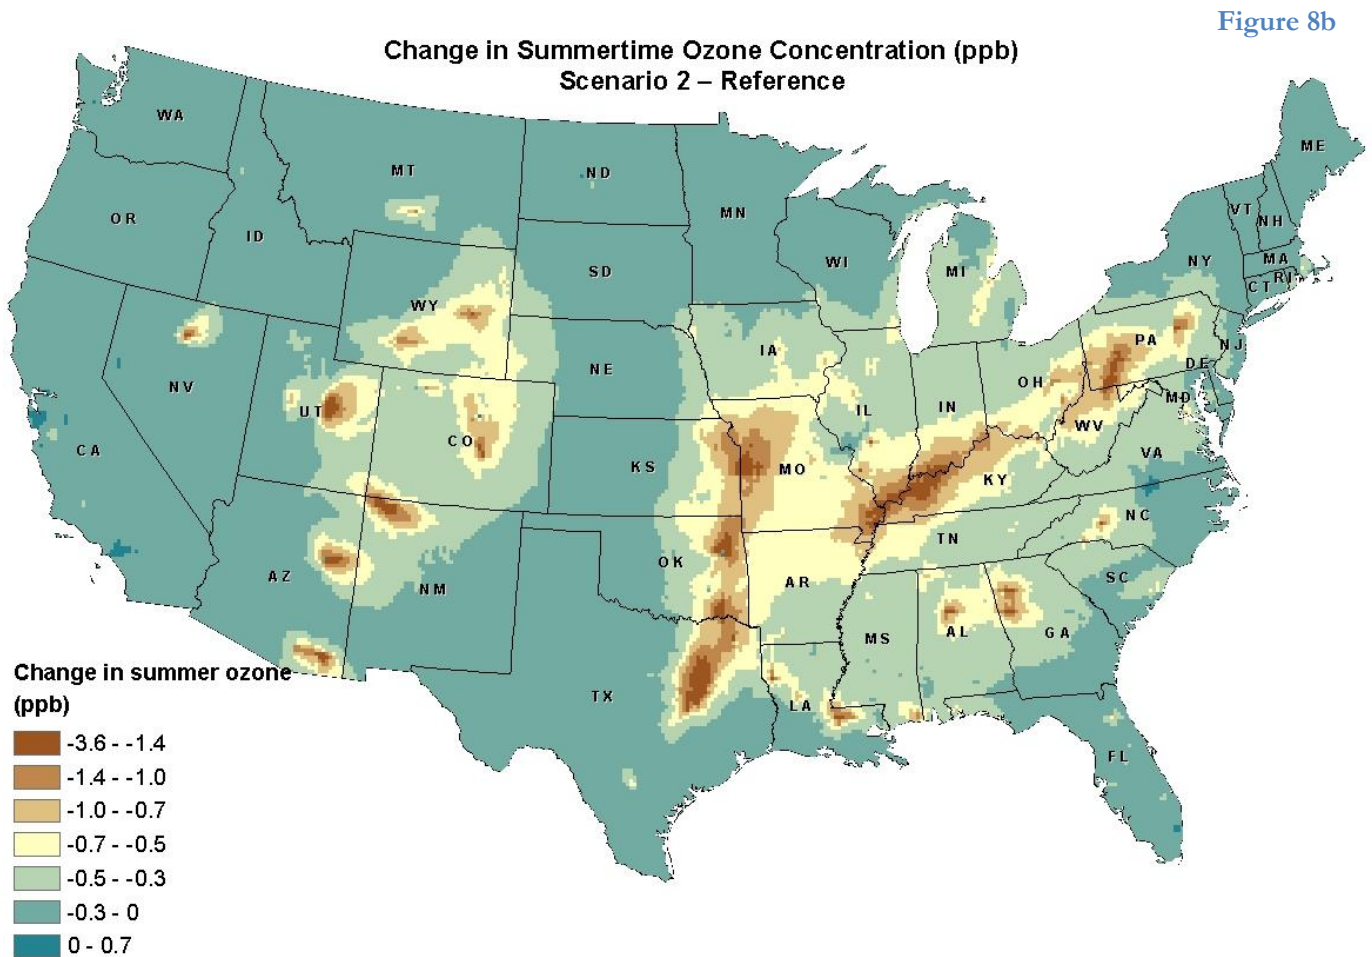 Figure 8b
Change in Summertime Ozone Concentration (ppb)
Scenario 2 – Reference
WA
MT
ND
MN
ME
OR
ID
SD
WI
MI
VT
NH
NY
MA
RI
CT
WY
NV
NE
IA
H
IL
IN
OH
PA
NJ
DE
MD
UT
CO
CA
KS
MO
KY
WV
VA
NC
TN
AZ
NM
OK
AR
SC
MS
AL
GA
TX
LA
FL
Change in summer ozone
(ppb)
-3.6 - -1.4
-1.4 - -1.0
-1.0 - -0.7
-0.7 - -0.5
-0.5 - -0.3
-0.3 - 0
0 - 0.7